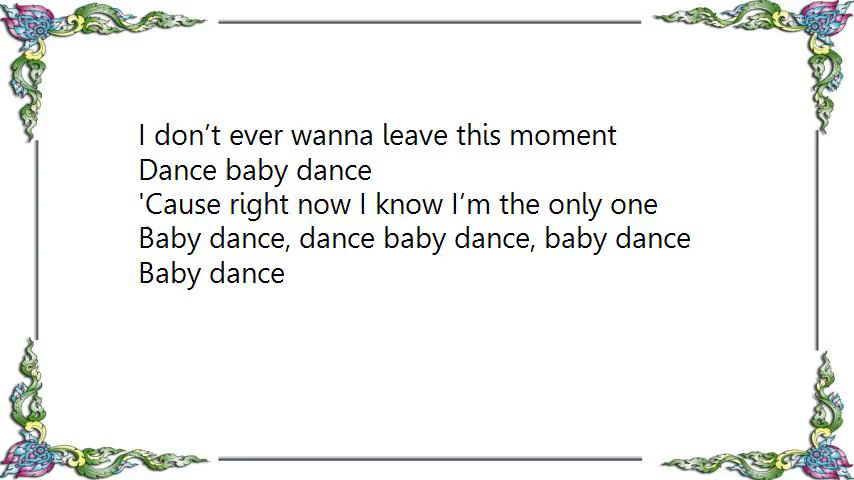 I don’t ever wanna leave this moment
Dance baby dance
'Cause right now I know I’m the only one
Baby dance, dance baby dance, baby dance
Baby dance